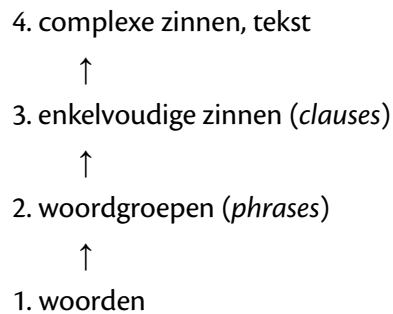 4. complexe zinnen, tekst
↑
3. enkelvoudige zinnen (clauses)
↑
2. woordgroepen (phrases)
↑
1. woorden